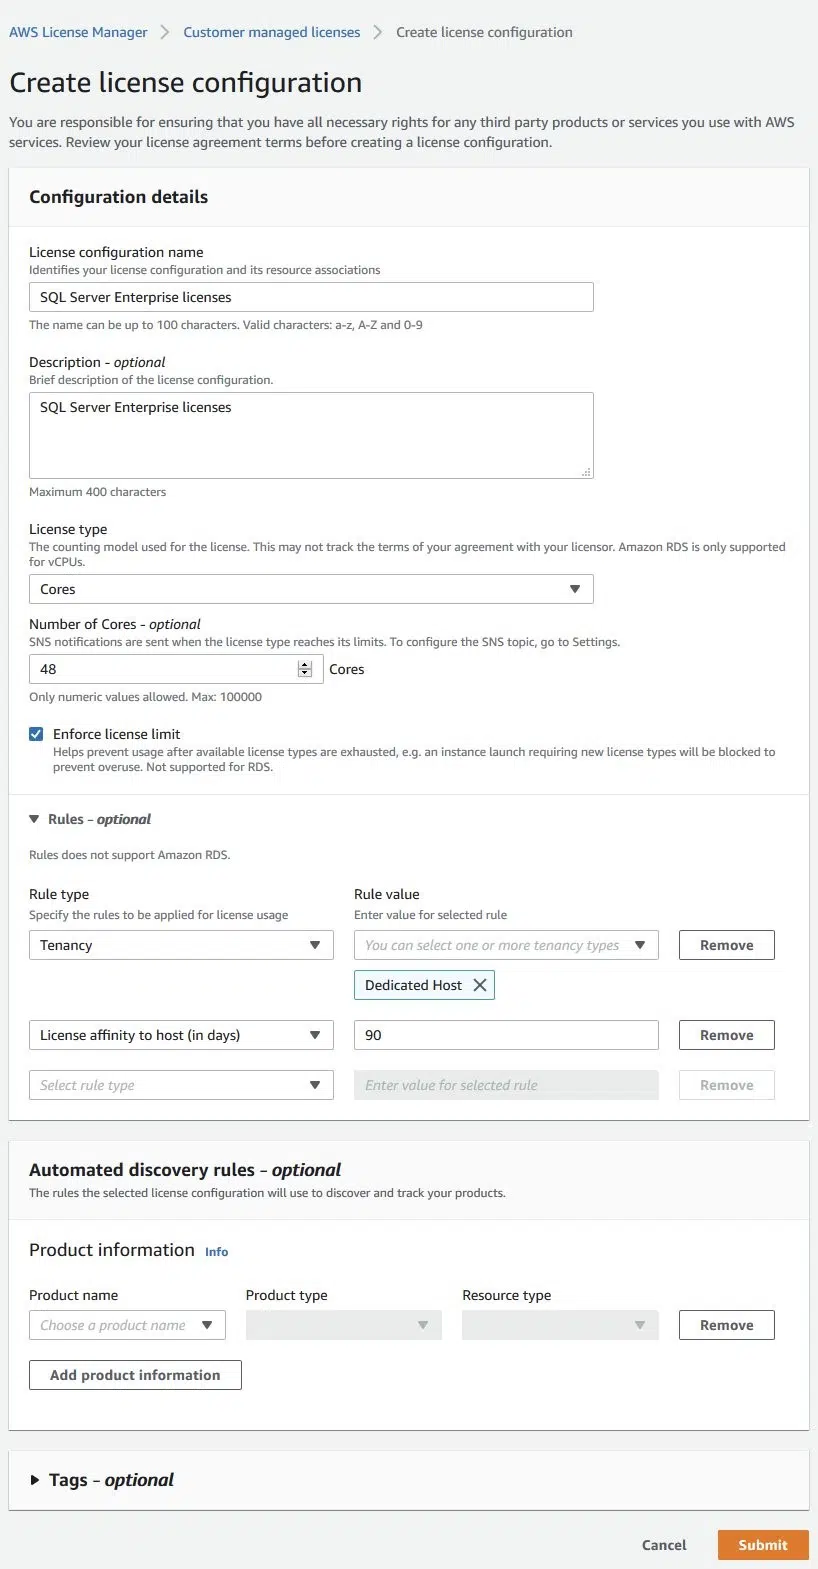 AWS License Manager > Customer managed licenses > Create license configuration
Create license configuration
You are responsible for ensuring that you have all necessary rights for any third party products or services you use with AWS
services. Review your license agreement terms before creating a license configuration.
Configuration details
License configuration name
Identifies your license configuration and its resource associations
SQL Server Enterprise licenses
The name can be up to 100 characters. Valid characters: a-z, A-Z and 0-9
Description - optional
Brief description of the license configuration.
SQL Server Enterprise licenses
Maximum 400 characters
License type
The counting model used for the license. This may not track the terms of your agreement with your licensor. Amazon RDS is only supported
for vCPUs.
Cores
Number of Cores - optional
SNS notifications are sent when the license type reaches its limits. To configure the SNS topic, go to Settings.
48 Cores
Only numeric values allowed. Max: 100000
Enforce license limit
Helps prevent usage after available license types are exhausted, e.g. an instance launch requiring new license types will be blocked to
prevent overuse. Not supported for RDS.
Rules - optional
Rules does not support Amazon RDS.
Rule type Rule value
Specify the rules to be applied for license usage Enter value for selected rule
Tenancy You can select one or more tenancy types Remove
Dedicated Host
License affinity to host (in days) 90 Remove
Select rule type Enter value for selected rule Remove
Automated discovery rules - optional
The rules the selected license configuration will use to discover and track your products.
Product information Info
Product name Product type Resource type
Choose a product name Remove
Add product information
Tags - optional
Cancel Submit